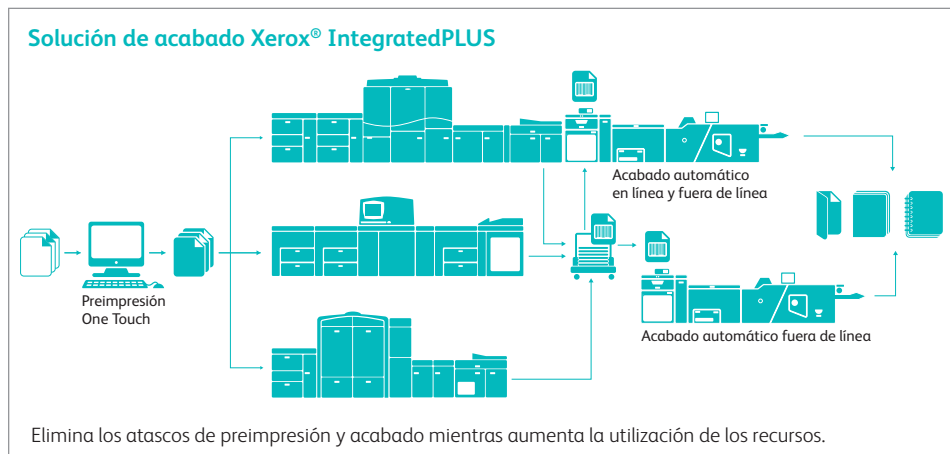 Solución de acabado Xerox® IntegratedPLUS
Acabado automático
en línea y fuera de línea
Preimpresión
One Touch
Acabado automático fuera de línea
Elimina los atascos de preimpresión y acabado mientras aumenta la utilización de los recursos.